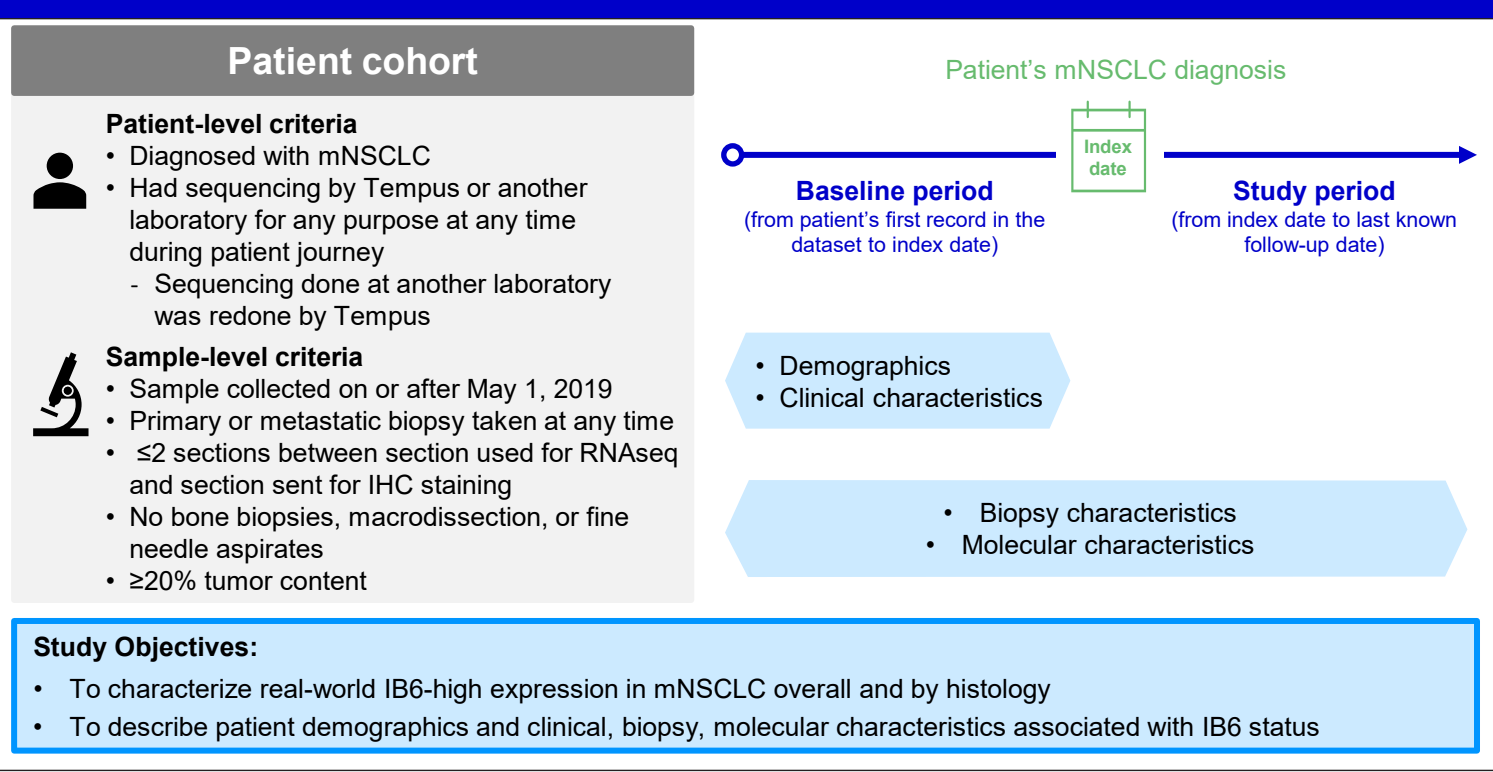 Patient cohort
Patient-level criteria
• Diagnosed with mNSCLC
• Had sequencing by Tempus or another
laboratory for any purpose at any time
during patient journey
- Sequencing done at another laboratory
was redone by Tempus
Sample-level criteria
• Sample collected on or after May 1, 2019
• Primary or metastatic biopsy taken at any time
• ≤2 sections between section used for RNAseq
and section sent for IHC staining
• No bone biopsies, macrodissection, or fine
needle aspirates
• ≥20% tumor content
Patient's mNSCLC diagnosis
Index
date
Baseline period
(from patient's first record in the
dataset to index date)
Study period
(from index date to last known
follow-up date)
• Demographics
• Clinical characteristics
• Biopsy characteristics
• Molecular characteristics
Study Objectives:
• To characterize real-world IB6-high expression in mNSCLC overall and by histology
• To describe patient demographics and clinical, biopsy, molecular characteristics associated with IB6 status